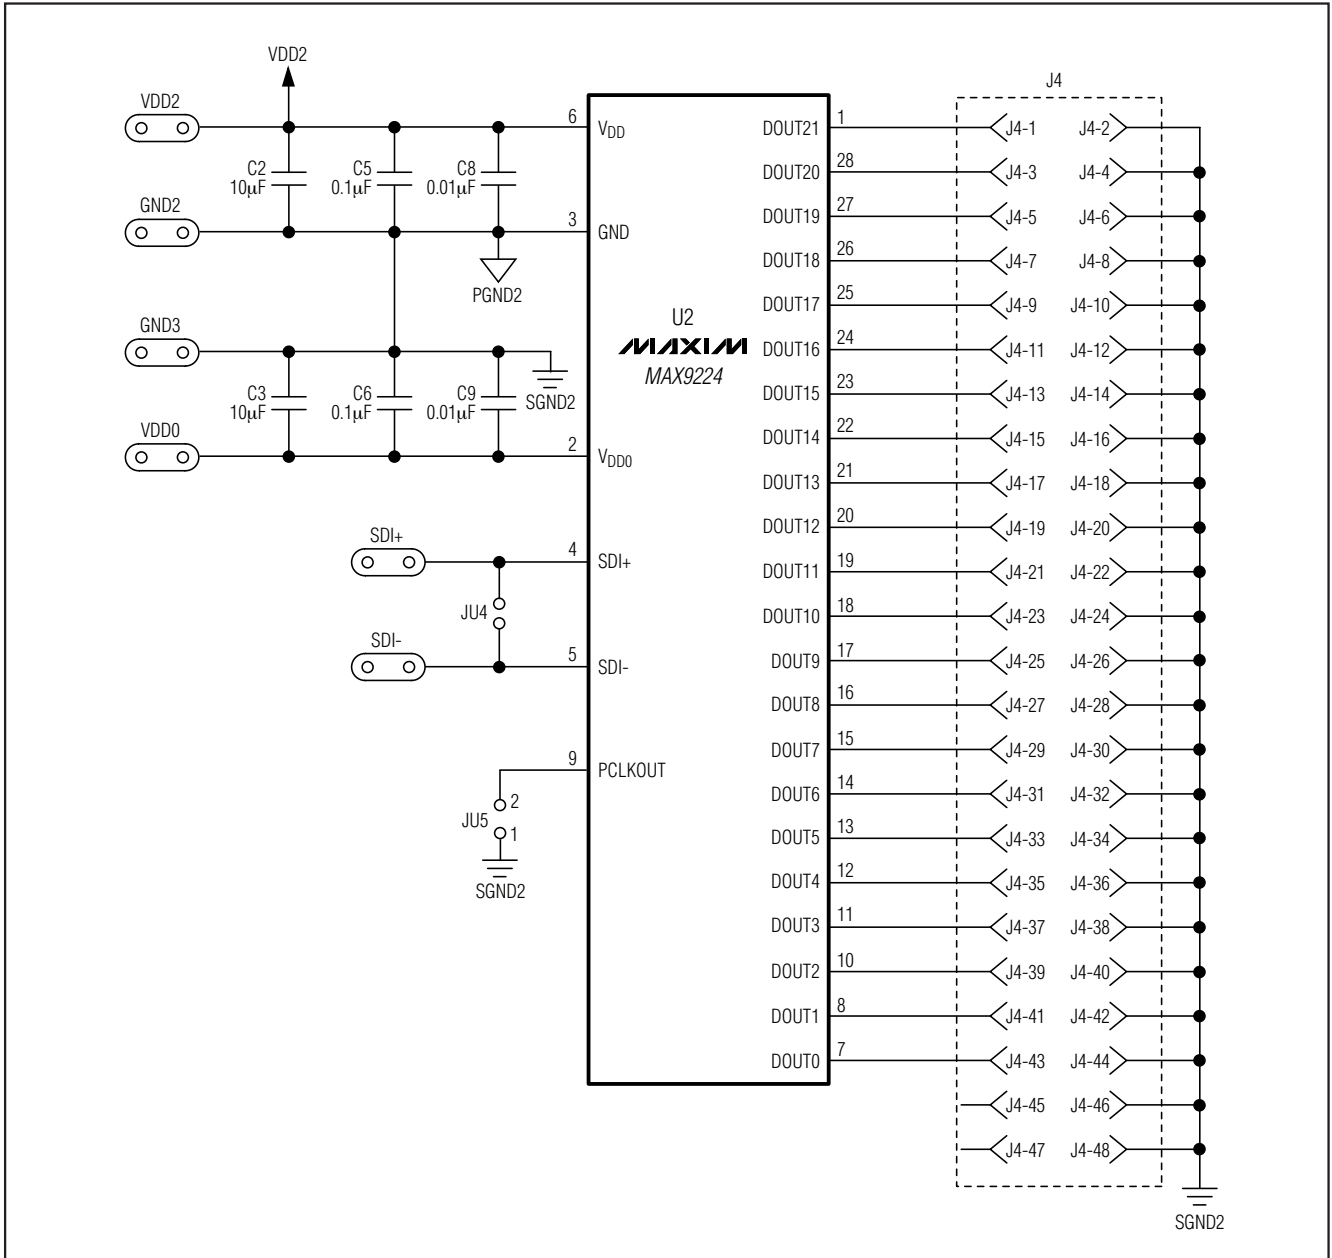 VDD2
VDD2
C2
10µF
C5
0.1µF
C8
0.01µF
GND2
PGND2
GND3
C3
10µF
C6
0.1µF
C9
0.01µF
SGND2
VDD0
SDI+
JU4
SDI-
JU5
2
1
SGND2
6
VDD
3
GND
2
VDD0
4
SDI+
5
SDI-
9
PCLKOUT
U2
MAXIM
MAX9224
J4
DOUT21 1 J4-1 J4-2
DOUT20 28 J4-3 J4-4
DOUT19 27 J4-5 J4-6
DOUT18 26 J4-7 J4-8
DOUT17 25 J4-9 J4-10
DOUT16 24 J4-11 J4-12
DOUT15 23 J4-13 J4-14
DOUT14 22 J4-15 J4-16
DOUT13 21 J4-17 J4-18
DOUT12 20 J4-19 J4-20
DOUT11 19 J4-21 J4-22
DOUT10 18 J4-23 J4-24
DOUT9 17 J4-25 J4-26
DOUT8 16 J4-27 J4-28
DOUT7 15 J4-29 J4-30
DOUT6 14 J4-31 J4-32
DOUT5 13 J4-33 J4-34
DOUT4 12 J4-35 J4-36
DOUT3 11 J4-37 J4-38
DOUT2 10 J4-39 J4-40
DOUT1 8 J4-41 J4-42
DOUT0 7 J4-43 J4-44
J4-45 J4-46
J4-47 J4-48
SGND2